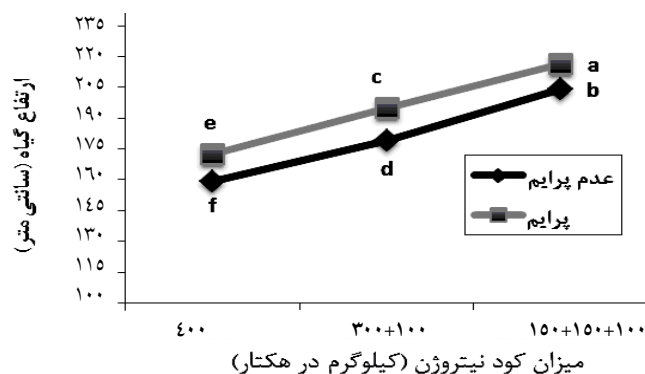 ارتفاع گیاه (سانتی متر)
۲۳۵
۲۲۰
۲۰۵
۱۹۰
۱۷۵
۱۶۰
۱۴۵
۱۳۰
۱۱۵
۱۰۰
a
b
c
d
e
f
عدم پرایم
پرایم
۴۰۰
۳۰۰+۱۰۰
۱۵۰+۱۵۰+۱۰۰
میزان کود نیتروژن (کیلوگرم در هکتار)